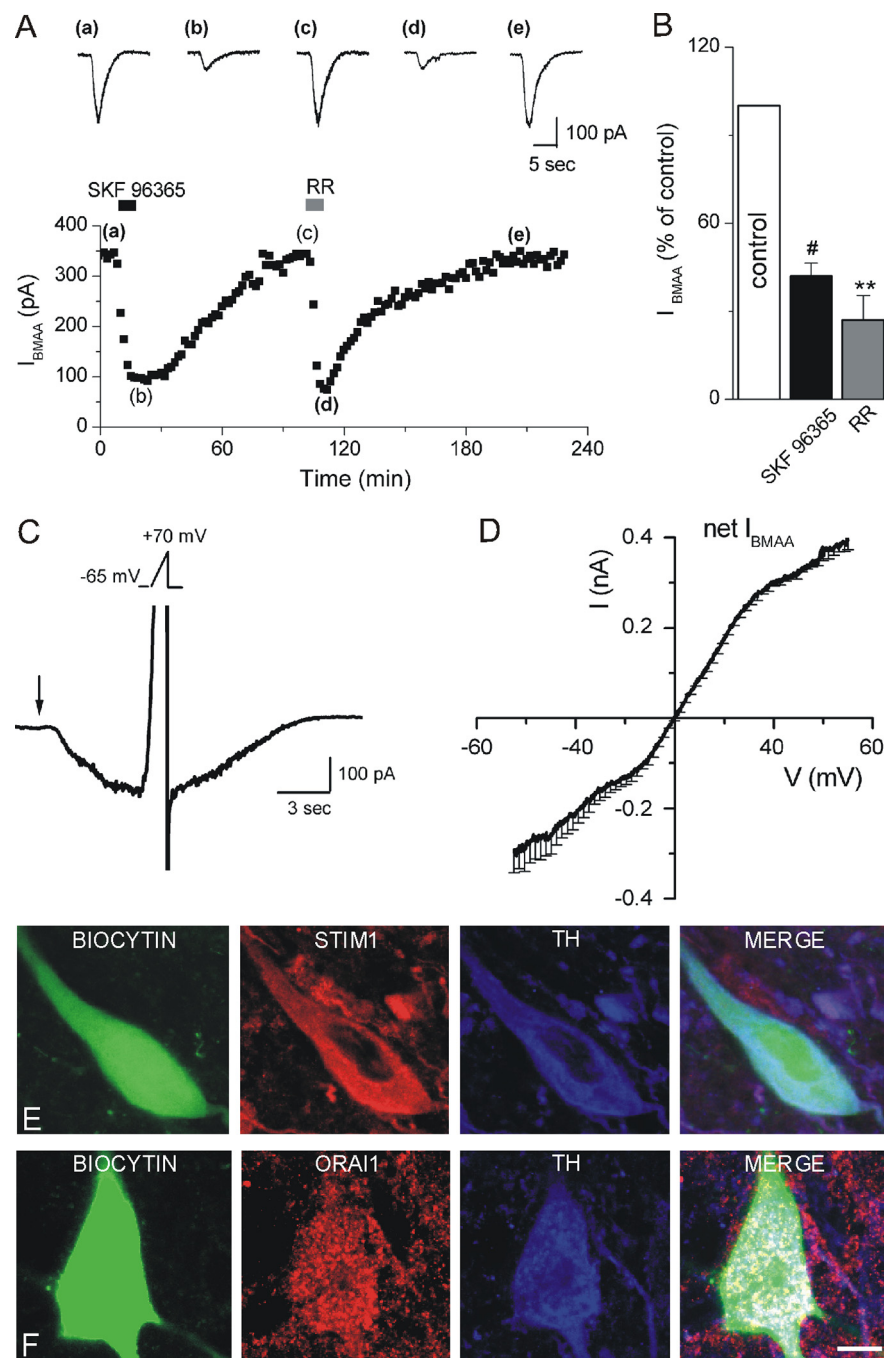 A
(a) (b) (c) (d) (e)
100 pA
5 sec
SKF 96365
RR
400
300
200
100
0
I_BMAA (pA)
(a)
(b)
(c)
(d)
(e)
0 60 120 180 240
Time (min)
B
120
60
0
I_BMAA (% of control)
control
#
**
SKF 96365
RR
C
+70 mV
-65 mV
100 pA
3 sec
D
net I_BMAA
I (nA)
0.4
0.2
-0.2
-0.4
-60 -40 40 60
V (mV)
BIOCYTIN STIM1 TH MERGE
E
BIOCYTIN ORAI1 TH MERGE
F